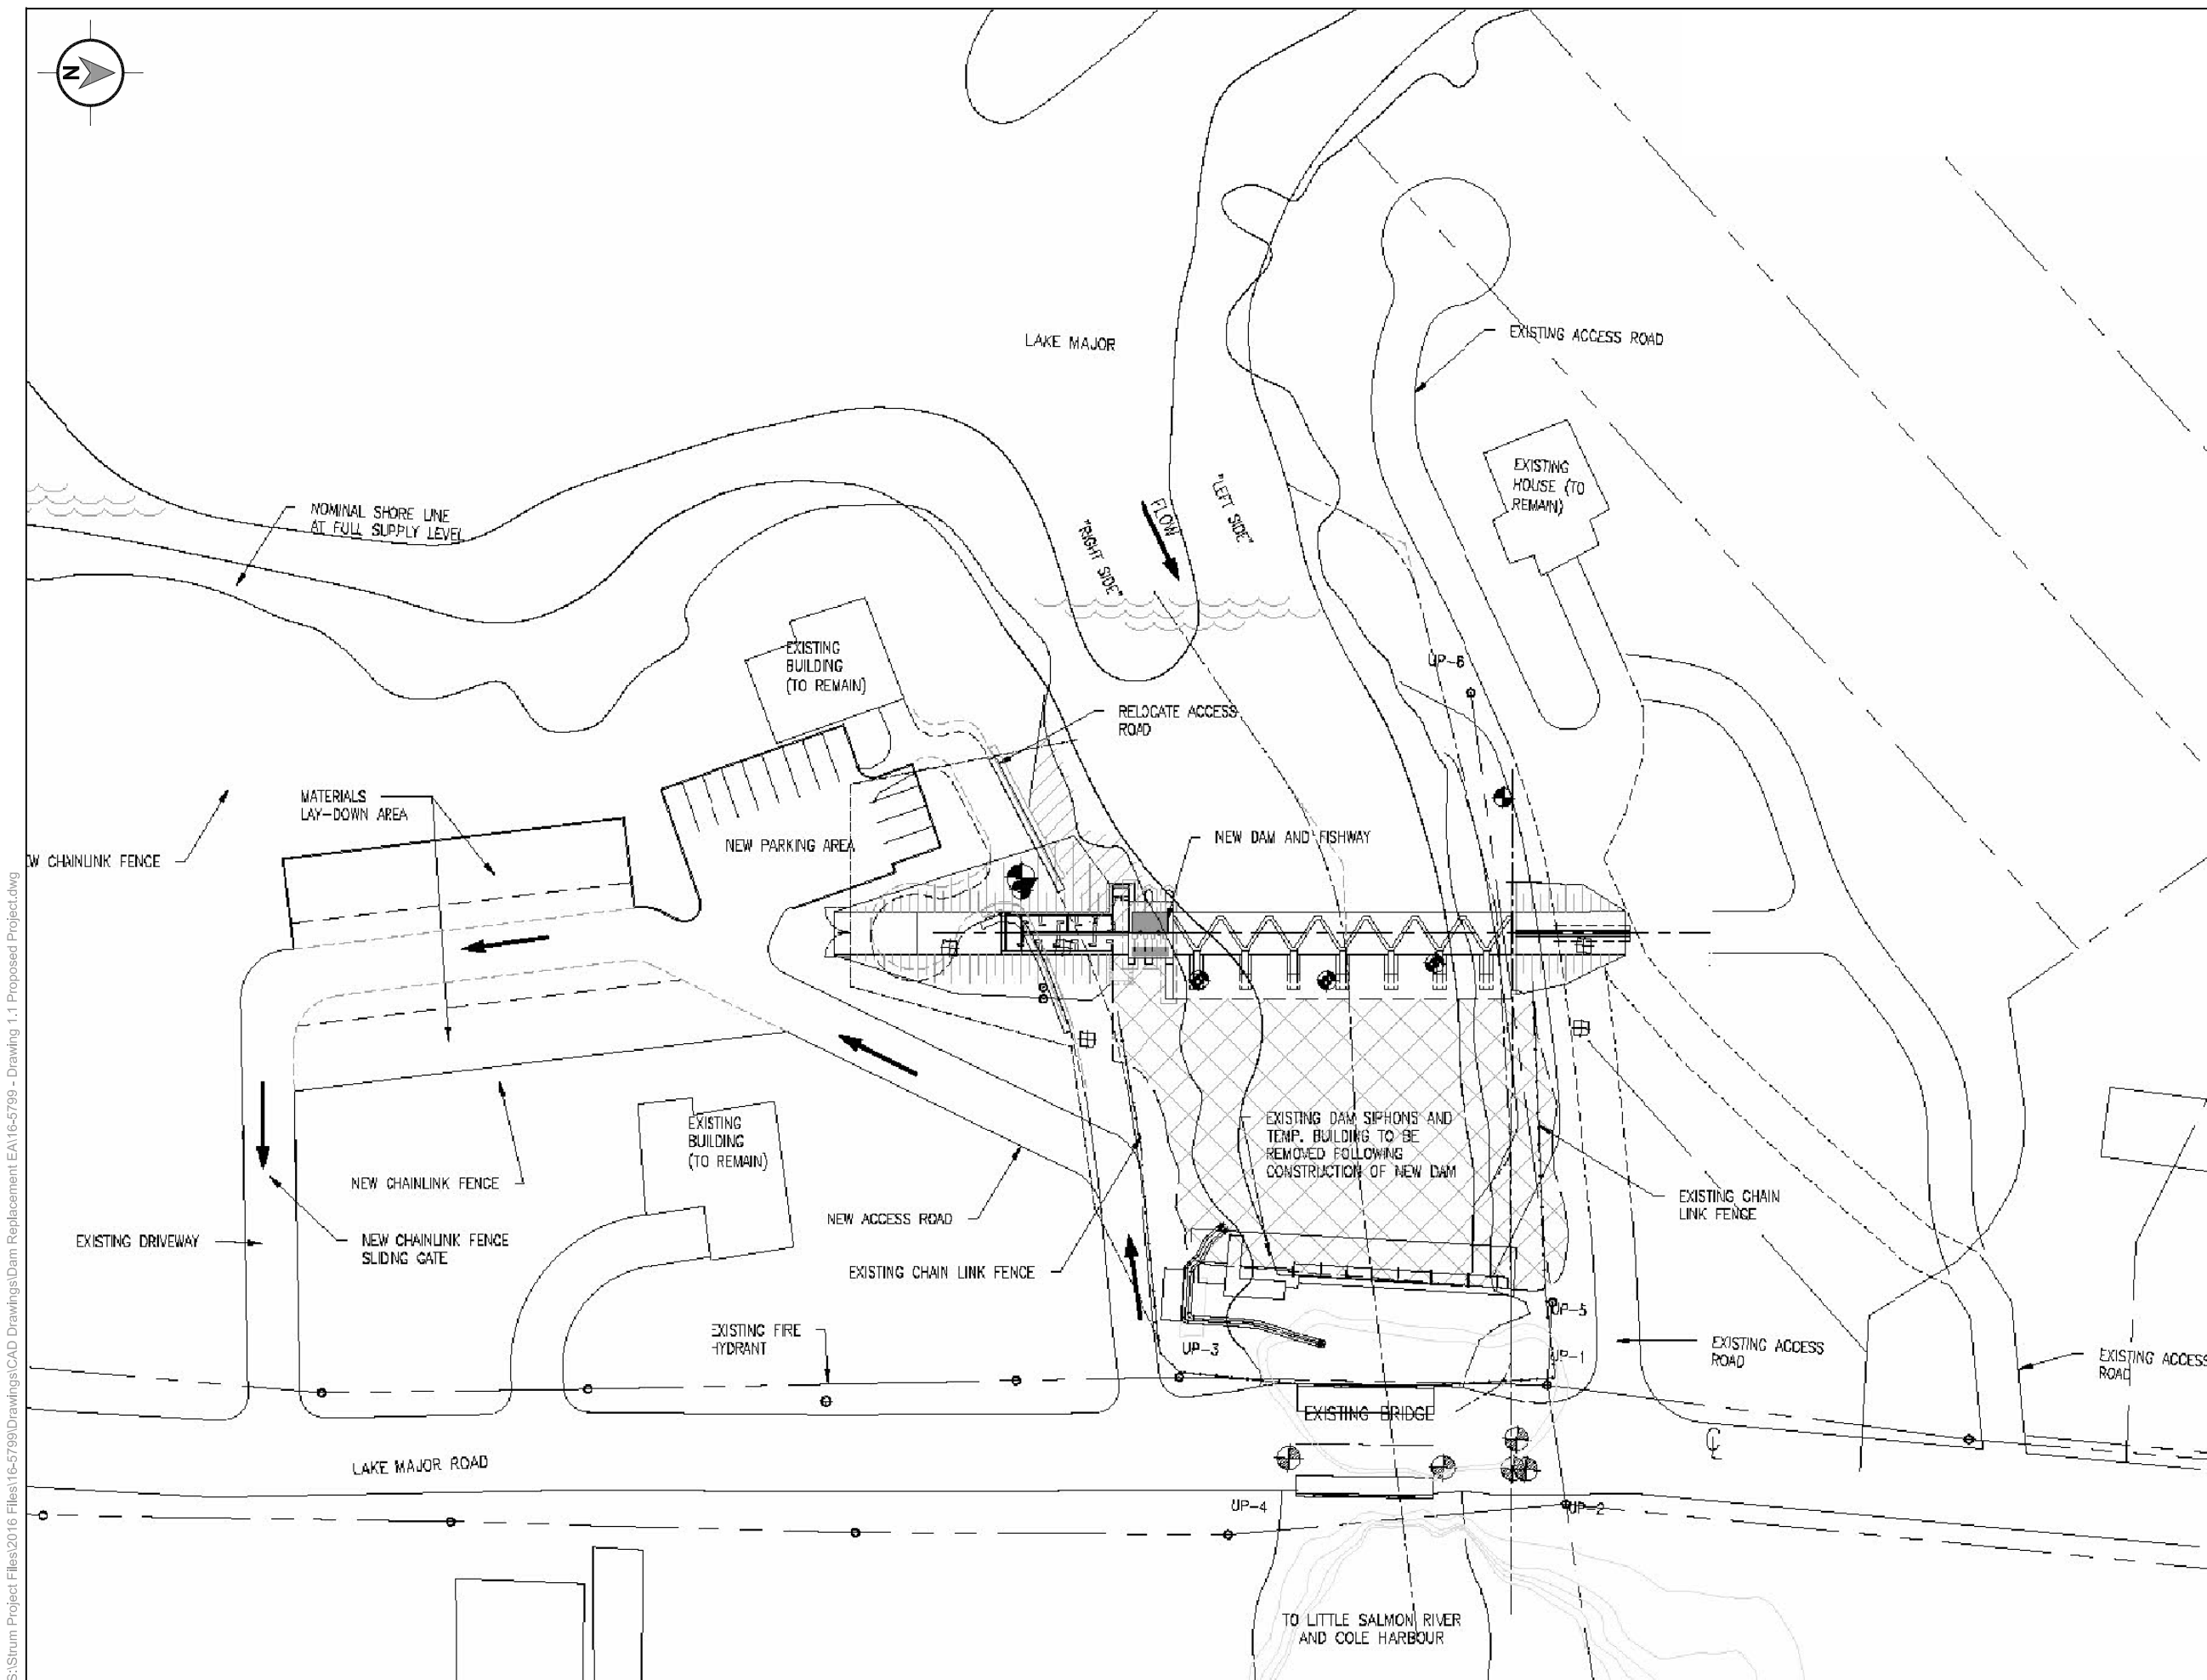 N
LAKE MAJOR
EXISTING ACCESS ROAD
EXISTING
HOUSE (TO
REMAIN)
NOMINAL SHORE LINE
AT FULL SUPPLY LEVEL
FLOW
"LEFT SIDE"
"RIGHT SIDE"
EXISTING
BUILDING
(TO REMAIN)
UP-6
RELOCATE ACCESS
ROAD
MATERIALS
LAY-DOWN AREA
NEW PARKING AREA
NEW DAM AND FISHWAY
W CHAINLINK FENCE
EXISTING
BUILDING
(TO REMAIN)
EXISTING DAM SIPHONS AND
TEMP. BUILDING TO BE
REMOVED FOLLOWING
CONSTRUCTION OF NEW DAM
NEW CHAINLINK FENCE
EXISTING CHAIN
LINK FENCE
NEW ACCESS ROAD
EXISTING DRIVEWAY
NEW CHAINLINK FENCE
SLIDNG GATE
EXISTING CHAIN LINK FENCE
EXISTING FIRE
HYDRANT
UP-3
UP-5
UP-1
EXISTING ACCESS
ROAD
EXISTING ACCESS
ROAD
EXISTING BRIDGE
LAKE MAJOR ROAD
UP-4
UP-2
TO LITTLE SALMON RIVER
AND COLE HARBOUR
S:\Strum Project Files\2016 Files\16-5799\Drawings\CAD Drawings\Dam Replacement EA\16-5799 - Drawing 1.1 Proposed Project.dwg